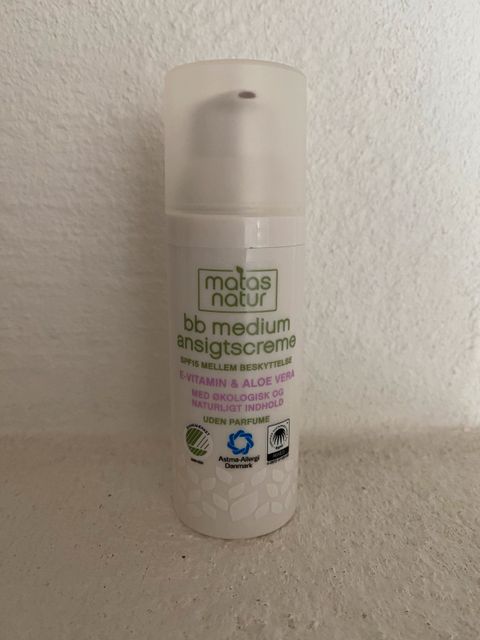 matas
natur
bb medium
ansigtscreme
SPF15 MELLEM BESKYTTELSE
E-VITAMIN & ALOE VERA
MED ØKOLOGISK OG
NATURLIGT INDHOLD
UDEN PARFUME
Astma-Allergi
Danmark